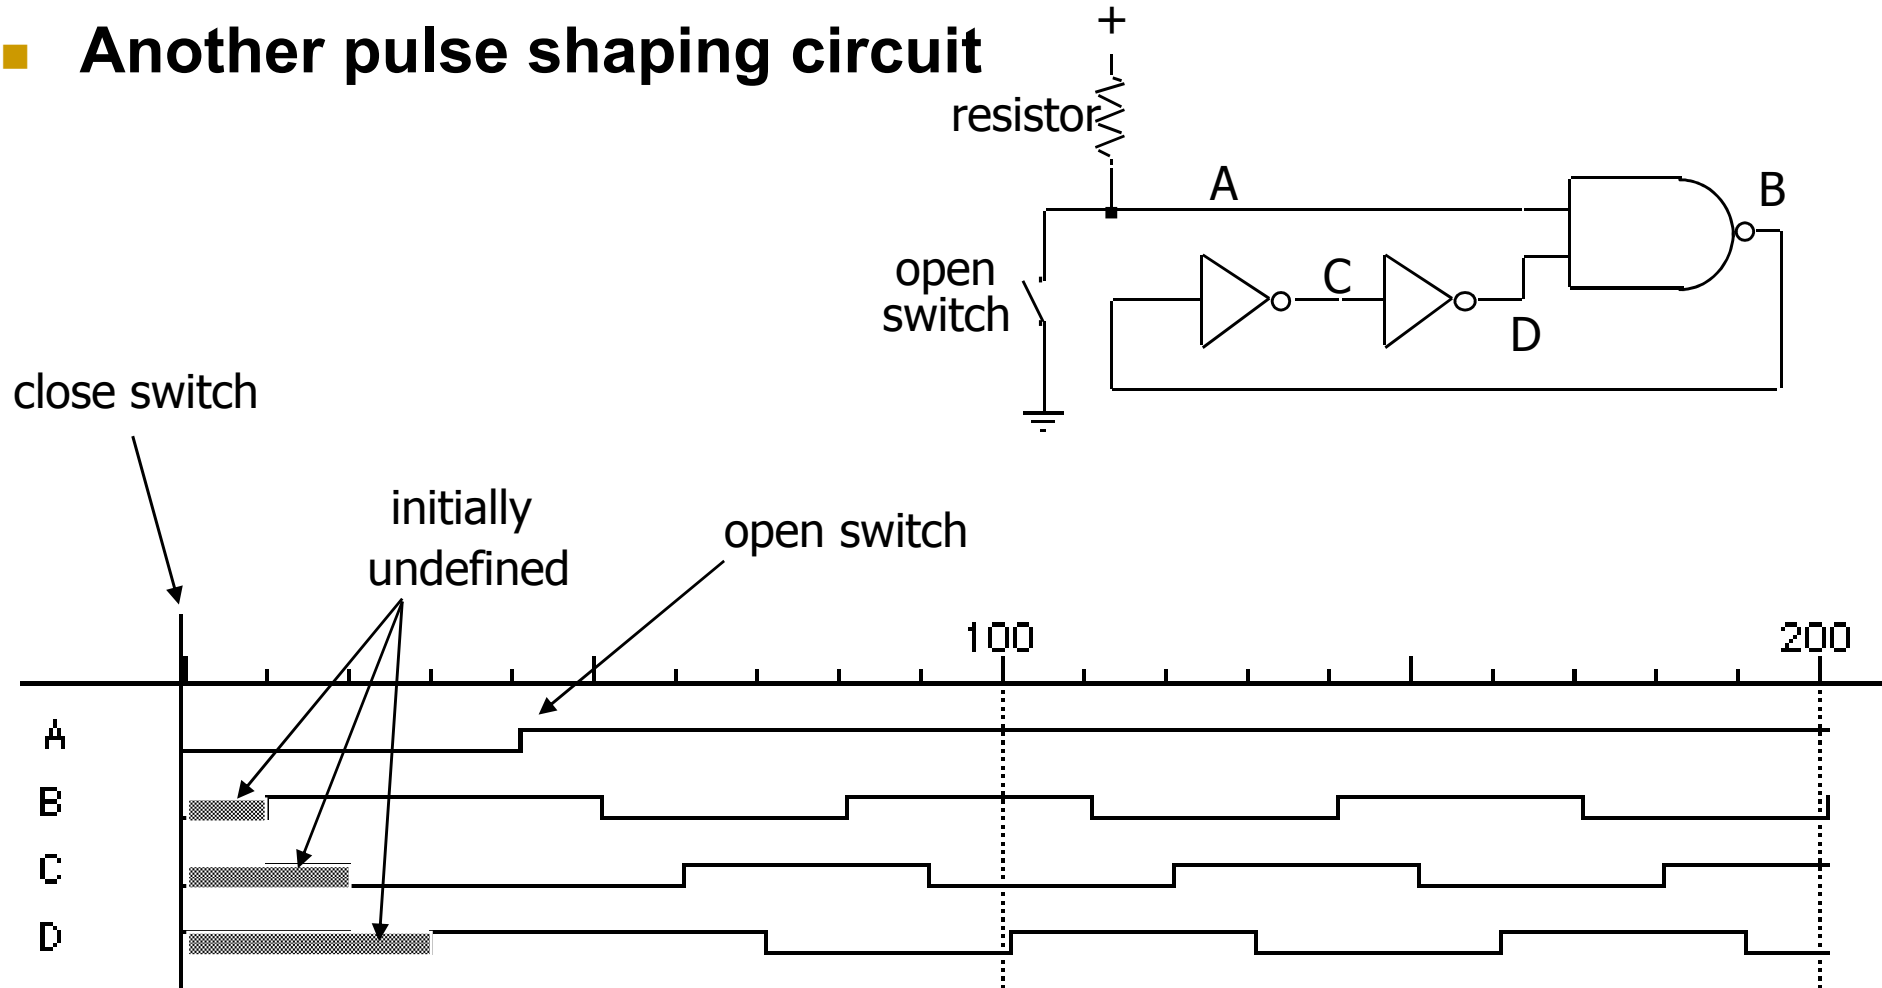 Another pulse shaping circuit
+
resistor
A
B
open
switch
C
D
close switch
initially
undefined
open switch
100
200
A
B
C
D